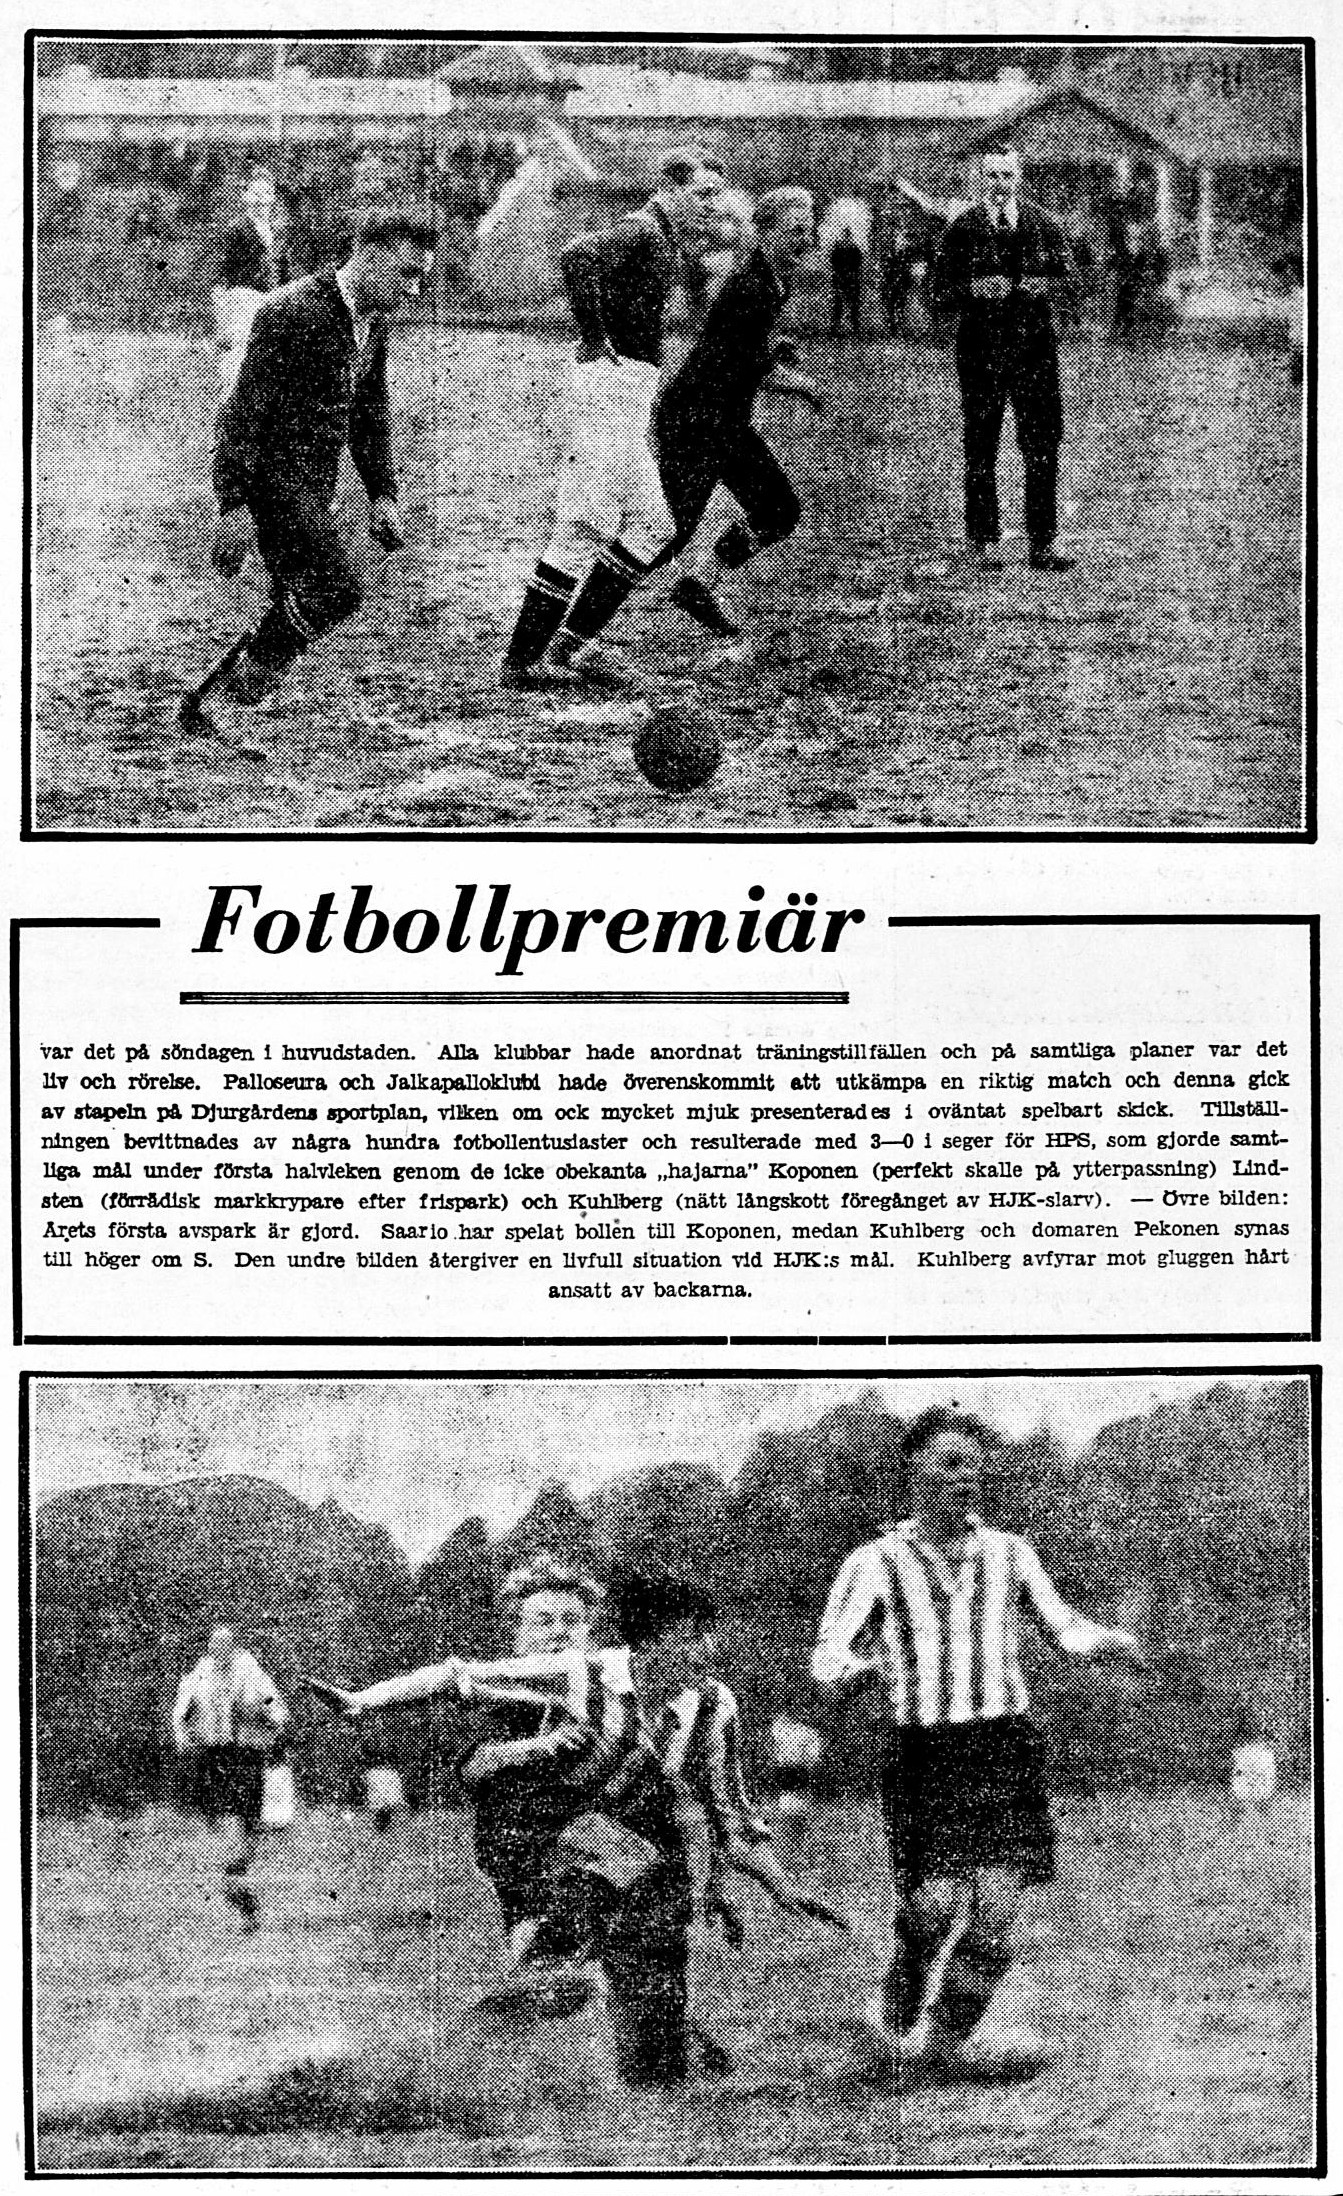 Fotbollpremiär
var det på söndagen i huvudstaden. Alla klubbar hade anordnat träningstillfällen och på samtliga planer var det
liv och rörelse. Palloseura och Jalkapalloklubbi hade överenskommit att utkämpa en riktig match och denna gick
av stapeln på Djurgårdens sportplan, vilken om ock mycket mjuk presenterades i oväntat spelbart skick. Tillställ-
ningen bevittnades av några hundra fotbollentusiaster och resulterade med 3—0 i seger för HPS, som gjorde samt-
liga mål under första halvleken genom de icke obekanta „hajarna” Koponen (perfekt skalle på ytterpassning) Lind-
sten (förrädisk markkrypare efter frispark) och Kuhlberg (nätt långskott föregånget av HJK-slarv). — Övre bilden:
Årets första avspark är gjord. Saario har spelat bollen till Koponen, medan Kuhlberg och domaren Pekonen synas
till höger om S. Den undre bilden återgiver en livfull situation vid HJK:s mål. Kuhlberg avfyrar mot gluggen hårt
ansatt av backarna.